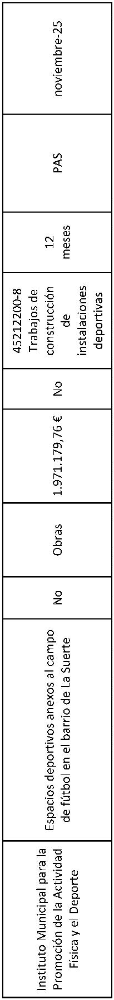 Instituto Municipal para la
Promoción de la Actividad
Física y el Deporte
Espacios deportivos anexos al campo
de fútbol en el barrio de La Suerte
No
Obras
1.971.179,76 €
No
45212200-8
Trabajos de
construcción
de
instalaciones
deportivas
12
meses
PAS
noviembre-25